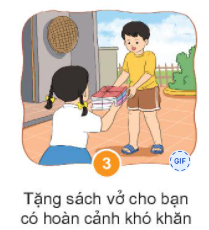 3
GIF
Tặng sách vở cho bạn
có hoàn cảnh khó khăn